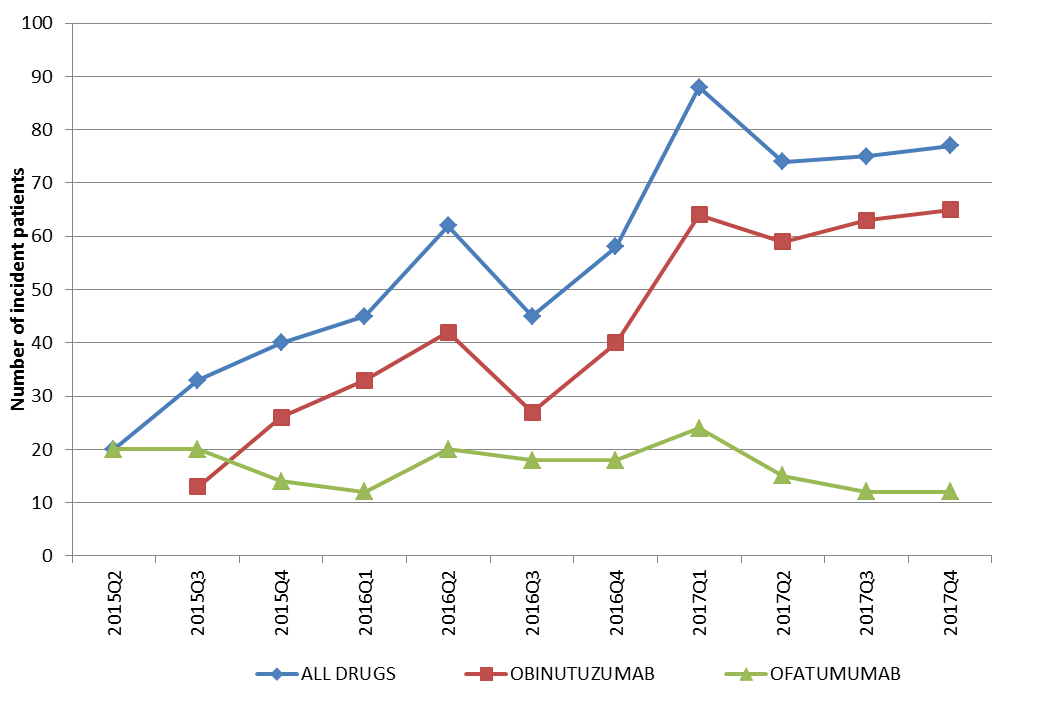 100
90
80
70
60
50
40
30
20
10
0
Number of incident patients
2015Q2
2015Q3
2015Q4
2016Q1
2016Q2
2016Q3
2016Q4
2017Q1
2017Q2
2017Q3
2017Q4
ALL DRUGS
OBINUTUZUMAB
OFATUMUMAB